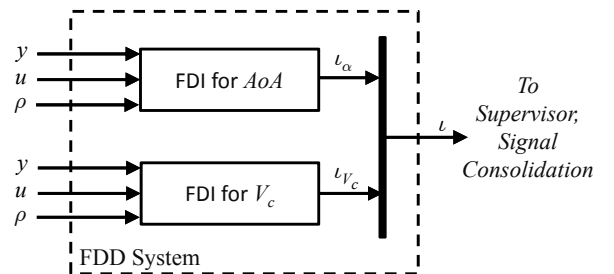 y
u
ρ
FDI for AoA
ι_α
y
u
ρ
FDI for V_c
ι_{V_c}
ι
To
Supervisor,
Signal
Consolidation
FDD System